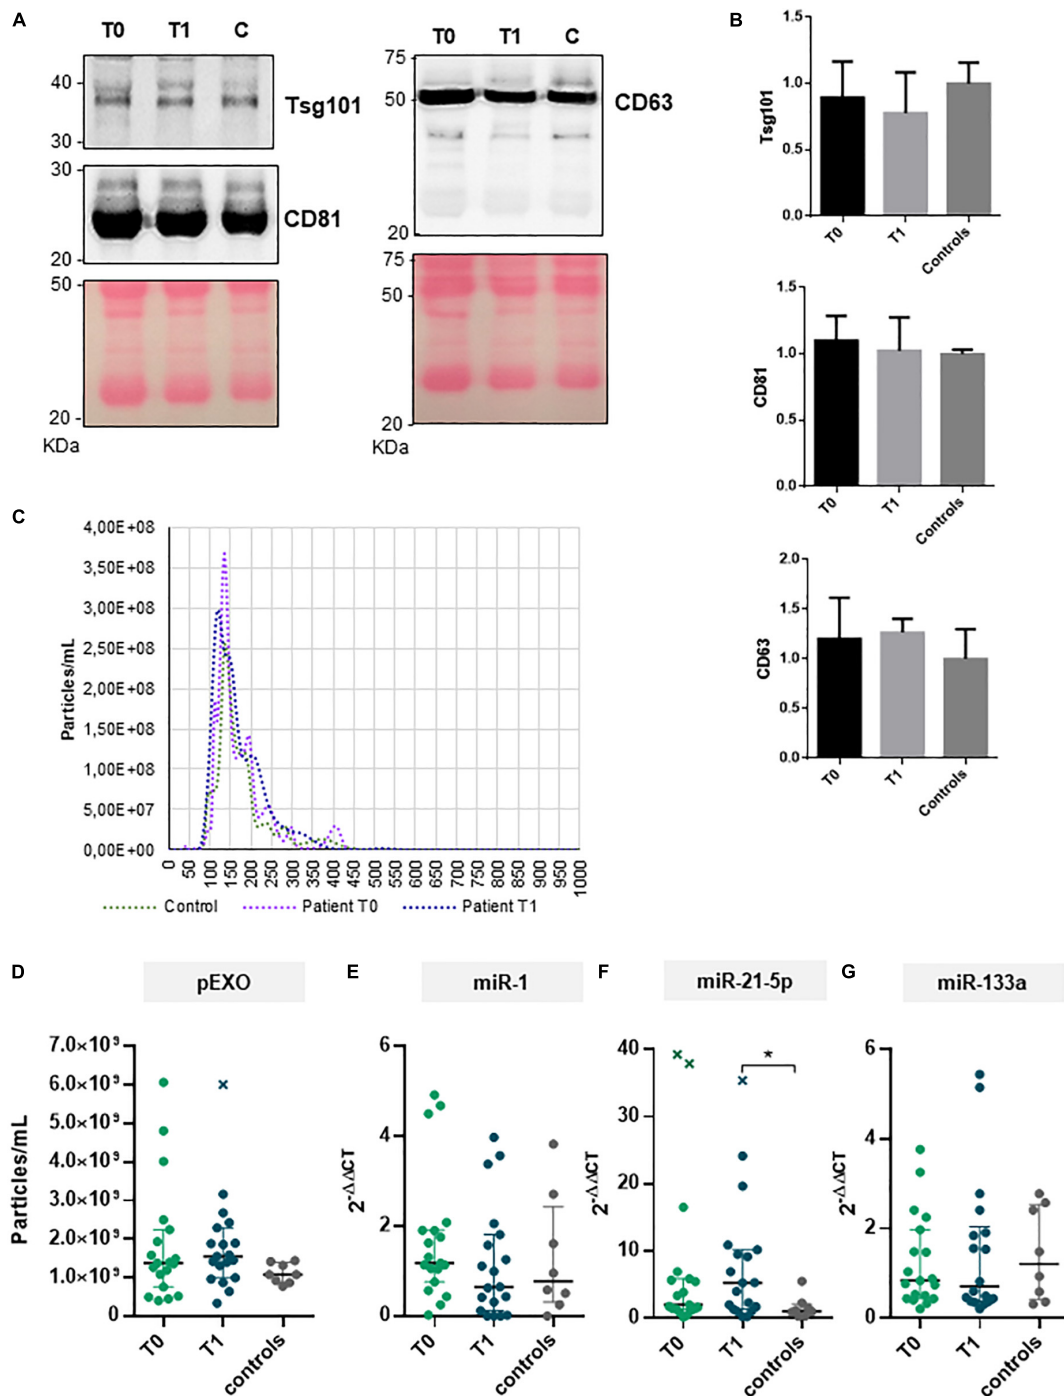 A
T0 T1 C
40 -
30 -
Tsg101
30 -
20 -
CD81
50 -
20 -
KDa
T0 T1 C
75 -
50 -
20 -
CD63
75 -
50 -
20 -
KDa
B
Tsg101
1.5
1.0
0.5
0.0
T0 T1 Controls
CD81
1.5
1.0
0.5
0.0
T0 T1 Controls
CD63
2.0
1.5
1.0
0.5
0.0
T0 T1 Controls
C
Particles/mL
4,00E+08
3,50E+08
3,00E+08
2,50E+08
2,00E+08
1,50E+08
1,00E+08
5,00E+07
0,00E+00
0 50 100 150 200 250 300 350 400 450 500 550 600 650 700 750 800 850 900 950 1000
Control Patient T0 Patient T1
D
pEXO
Particles/mL
7.0×10⁹
6.0×10⁹
5.0×10⁹
4.0×10⁹
3.0×10⁹
2.0×10⁹
1.0×10⁹
0
T0 T1 controls
E
miR-1
2^-ΔΔCT
6
4
2
0
T0 T1 controls
F
miR-21-5p
2^-ΔΔCT
40
30
20
10
0
*
T0 T1 controls
G
miR-133a
2^-ΔΔCT
6
4
2
0
T0 T1 controls